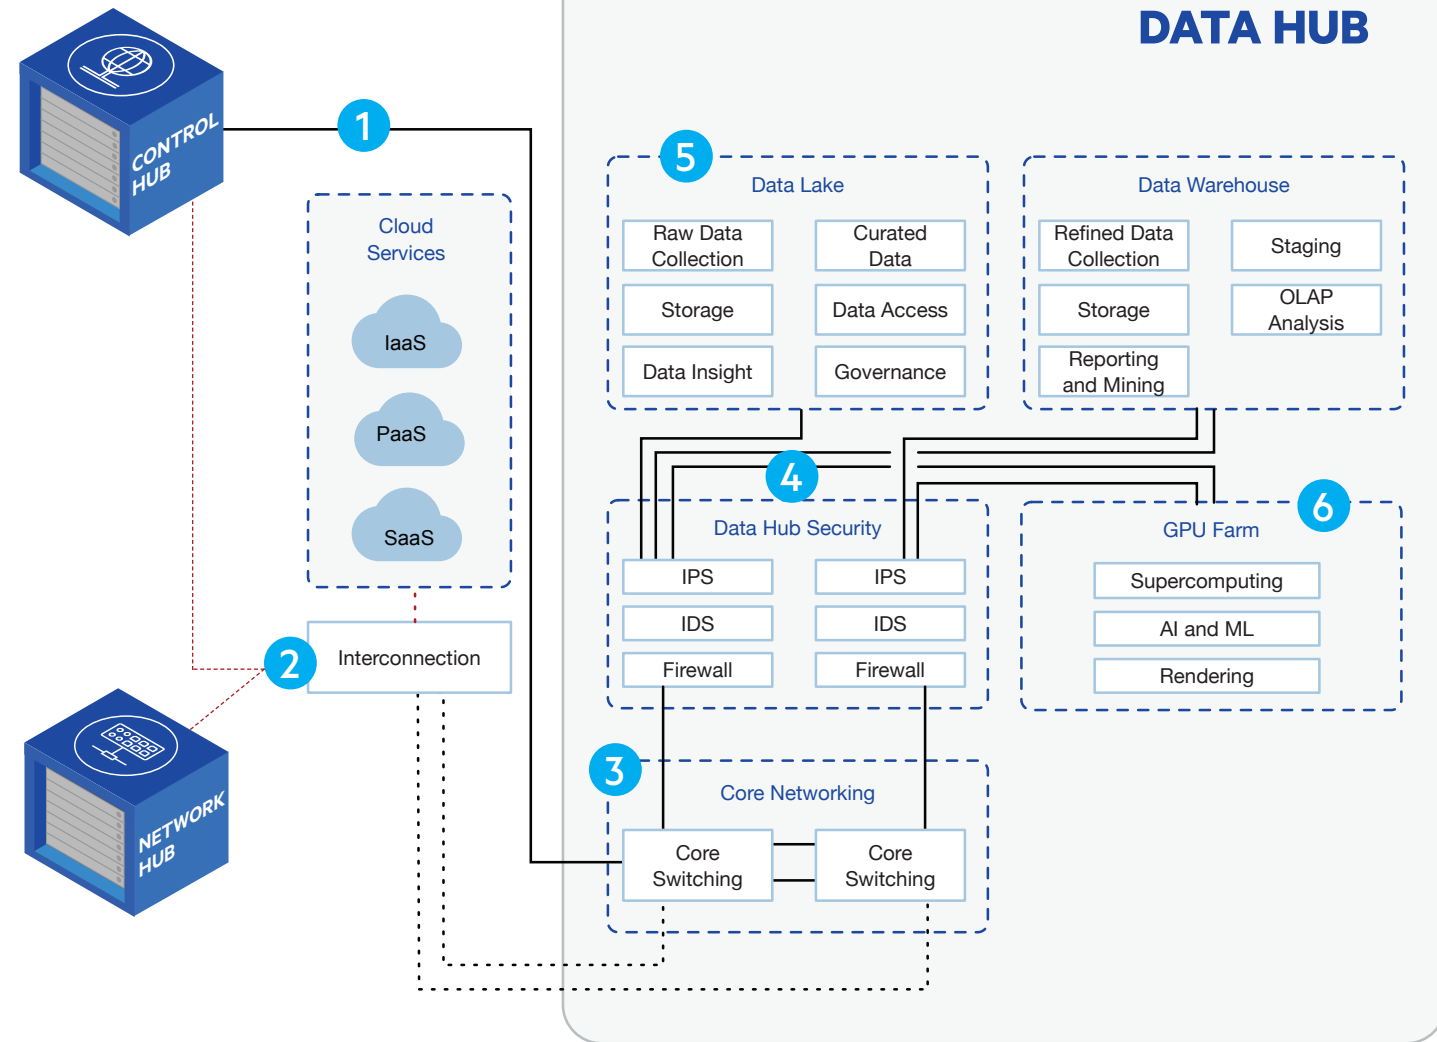 DATA HUB
CONTROL
HUB
1
Cloud
Services
IaaS
PaaS
SaaS
2
Interconnection
NETWORK
HUB
5
Data Lake
Raw Data
Collection
Curated
Data
Storage
Data Access
Data Insight
Governance
Data Warehouse
Refined Data
Collection
Staging
Storage
OLAP
Analysis
Reporting
and Mining
4
Data Hub Security
IPS
IPS
IDS
IDS
Firewall
Firewall
6
GPU Farm
Supercomputing
AI and ML
Rendering
3
Core Networking
Core
Switching
Core
Switching